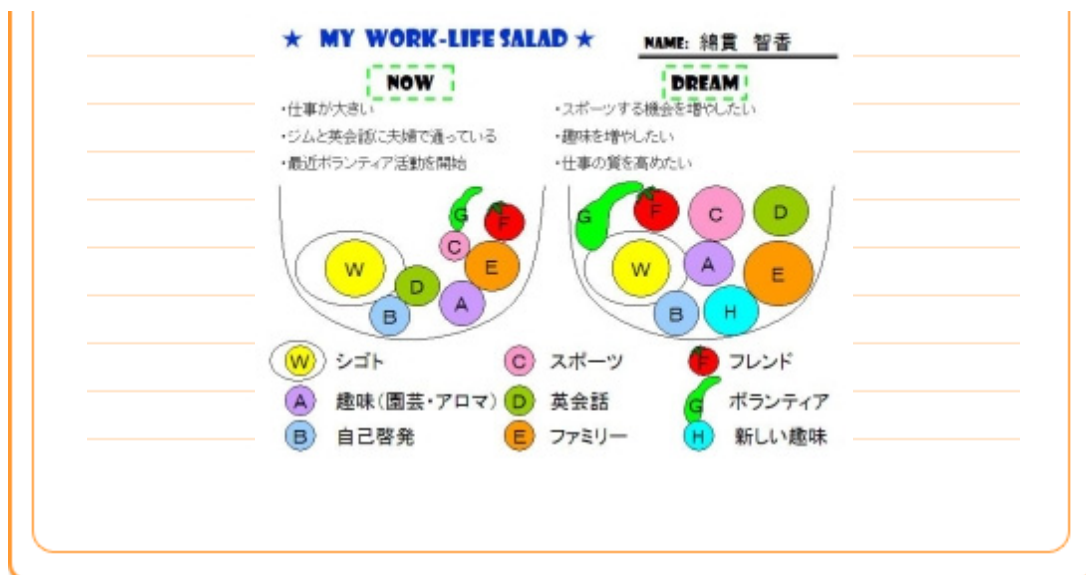 ★ MY WORK-LIFE SALAD ★
NAME: 綿貫 智香
NOW
・仕事が大きい
・ジムと英会話に夫婦で通っている
・最近ボランティア活動を開始
DREAM
・スポーツする機会を増やしたい
・趣味を増やしたい
・仕事の質を高めたい
G
F
C
W
E
D
A
B
G
F
C
D
W
A
E
B
H
W シゴト
C スポーツ
F フレンド
A 趣味(園芸・アロマ)
D 英会話
G ボランティア
B 自己啓発
E ファミリー
H 新しい趣味